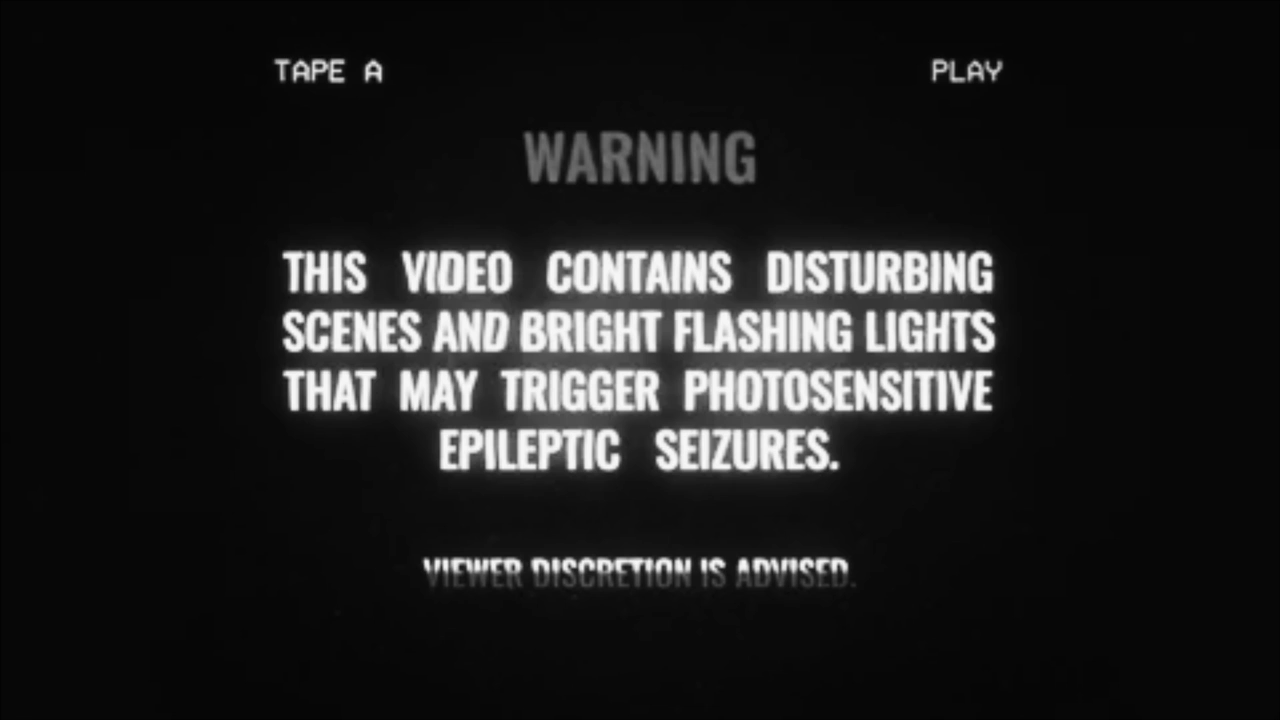 TAPE A PLAY
WARNING
THIS VIDEO CONTAINS DISTURBING
SCENES AND BRIGHT FLASHING LIGHTS
THAT MAY TRIGGER PHOTOSENSITIVE
EPILEPTIC SEIZURES.
VIEWER DISCRETION IS ADVISED.